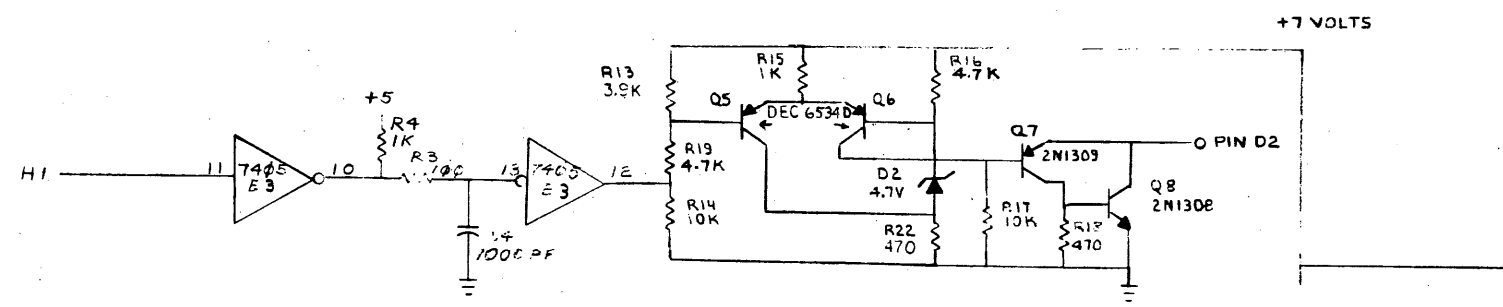 +7 VOLTS
R15
1K
R16
4.7K
R13
3.9K
+5
R4
1K
Q5
Q6
DEC 6534D
Q7
2N1309
PIN D2
H1
11
7405
E3
10
R3
100
13
7405
E3
12
R19
4.7K
D2
4.7V
Q8
2N1308
R14
10K
R17
10K
R22
470
R18
470
1000 PF